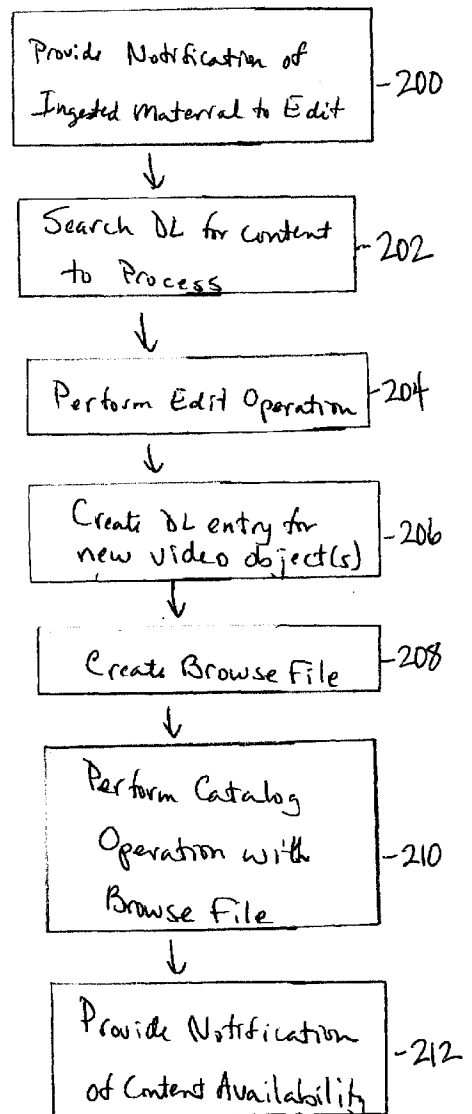 Provide Notification of
Ingested Material to Edit
200
Search DL for content
to Process
202
Perform Edit Operation
204
Create DL entry for
new video object(s)
206
Create Browse File
208
Perform Catalog
Operation with
Browse File
210
Provide Notification
of Content Availability
212